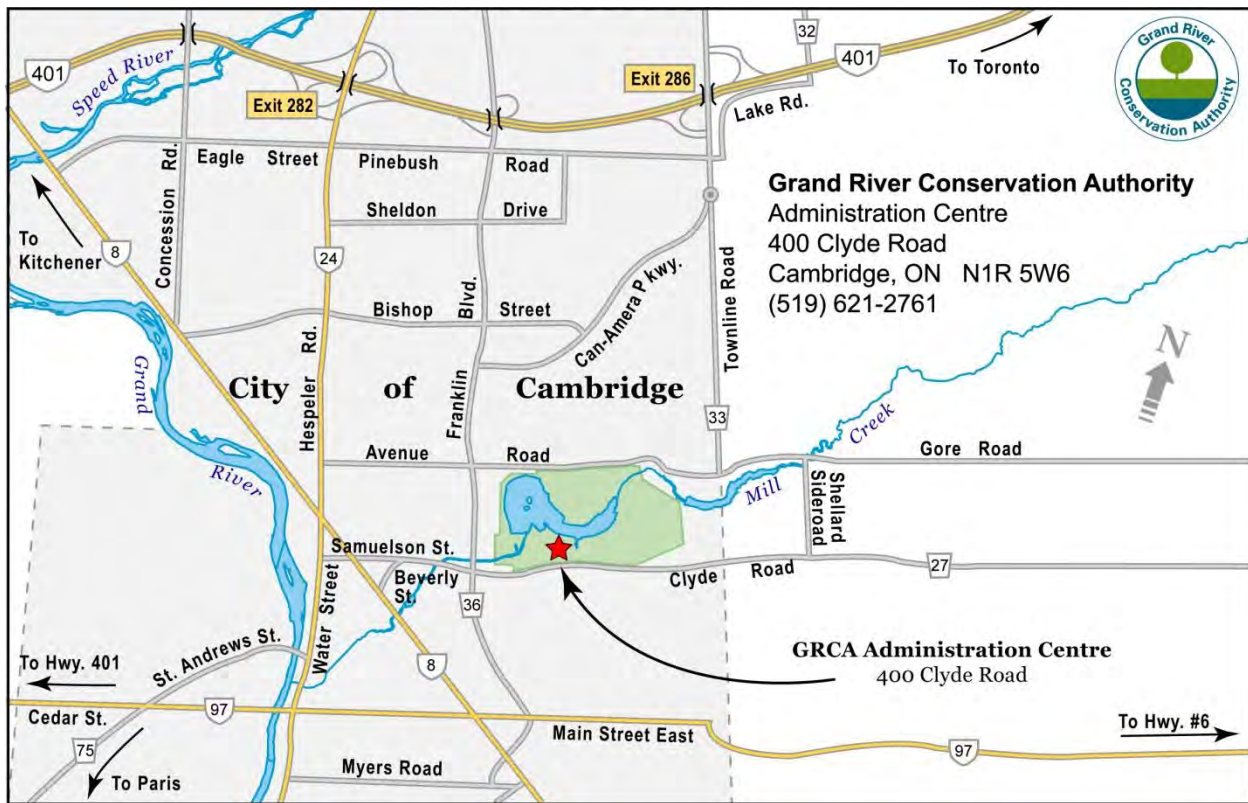 401
Speed River
Exit 282
Exit 286
32
401
To Toronto
Grand River
Conservation Authority
Lake Rd.
Concession Rd.
Eagle Street
Pinebush Road
Sheldon Drive
To
Kitchener
8
24
Hespeler Rd.
Bishop Street
Franklin Blvd.
Can-Amera Pkwy.
Townline Road
33
Grand River Conservation Authority
Administration Centre
400 Clyde Road
Cambridge, ON N1R 5W6
(519) 621-2761
N
Grand River
City of Cambridge
Avenue Road
Mill Creek
Gore Road
Shellard
Sideroad
Samuelson St.
Beverly
St.
Clyde Road
27
36
Water Street
St. Andrews St.
8
GRCA Administration Centre
400 Clyde Road
To Hwy. 401
97
Cedar St.
Main Street East
To Hwy. #6
97
75
To Paris
Myers Road